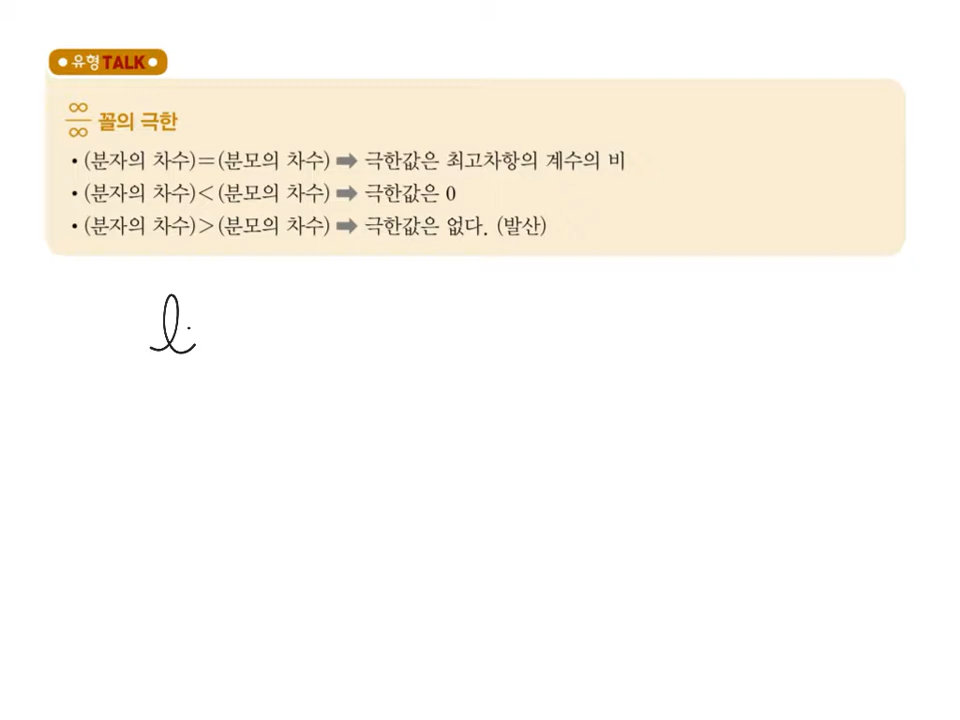 유형TALK
∞/∞ 꼴의 극한
• (분자의 차수)=(분모의 차수) ➡ 극한값은 최고차항의 계수의 비
• (분자의 차수)<(분모의 차수) ➡ 극한값은 0
• (분자의 차수)>(분모의 차수) ➡ 극한값은 없다. (발산)
li